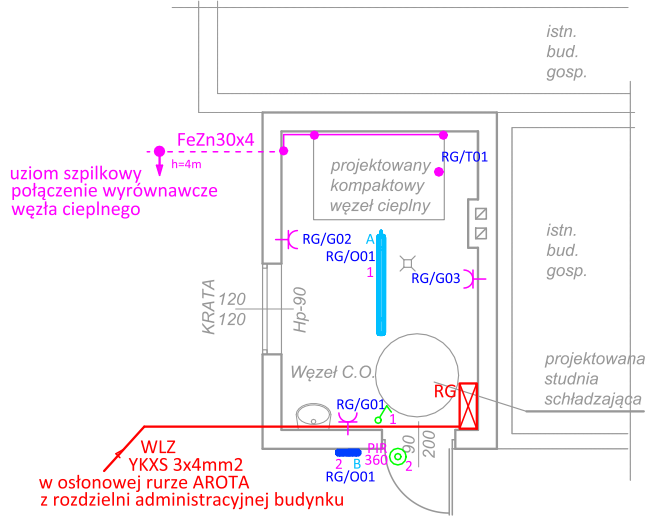 istn.
bud.
gosp.
FeZn30x4
h=4m
uziom szpilkowy
połączenie wyrównawcze
węzła cieplnego
projektowany
kompaktowy
węzeł cieplny
RG/T01
RG/G02
A
RG/O01
1
RG/G03
istn.
bud.
gosp.
KRATA
120
120
Hp-90
Węzeł C.O.
projektowana
studnia
schładzająca
RG
RG/G01
1
WLZ
YKXS 3x4mm2
w osłonowej rurze AROTA
z rozdzielni administracyjnej budynku
PIR
360
2
B
RG/O01
2
90
200